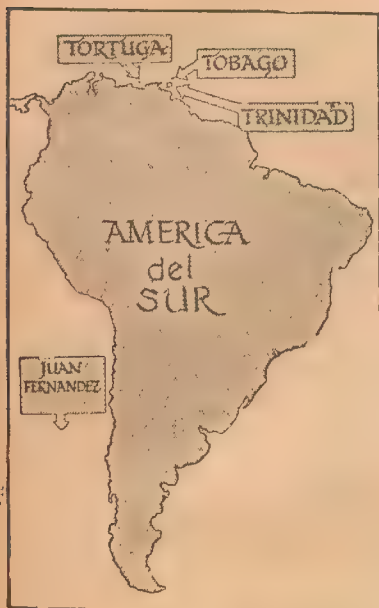 TORTUGA
TOBAGO
TRINIDAD
AMERICA
del
SUR
JUAN
FERNANDEZ